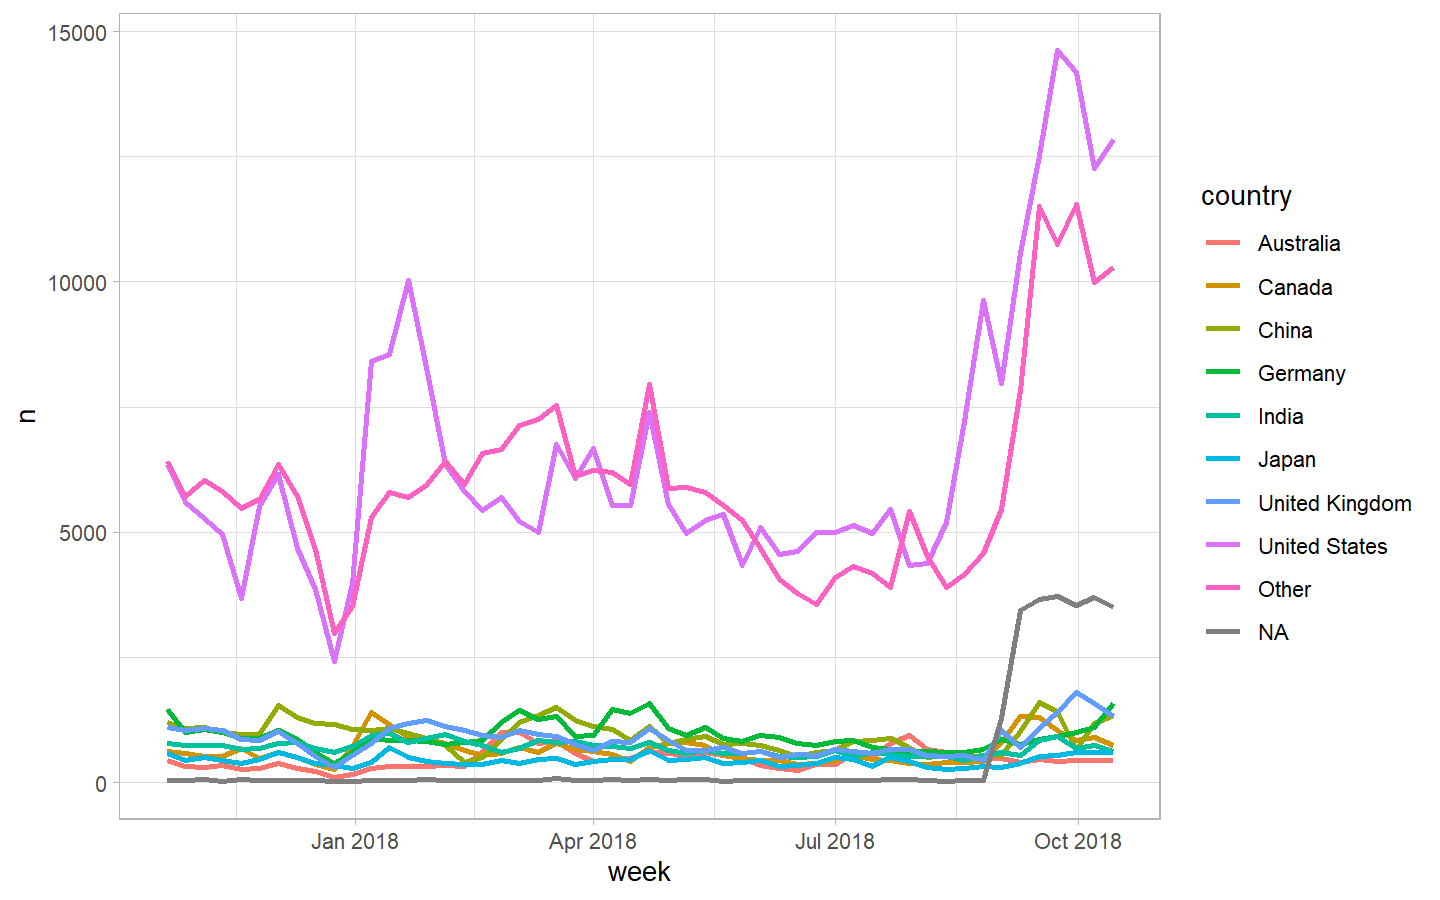 15000
10000
5000
0
n
Jan 2018
Apr 2018
Jul 2018
Oct 2018
week
country
Australia
Canada
China
Germany
India
Japan
United Kingdom
United States
Other
NA